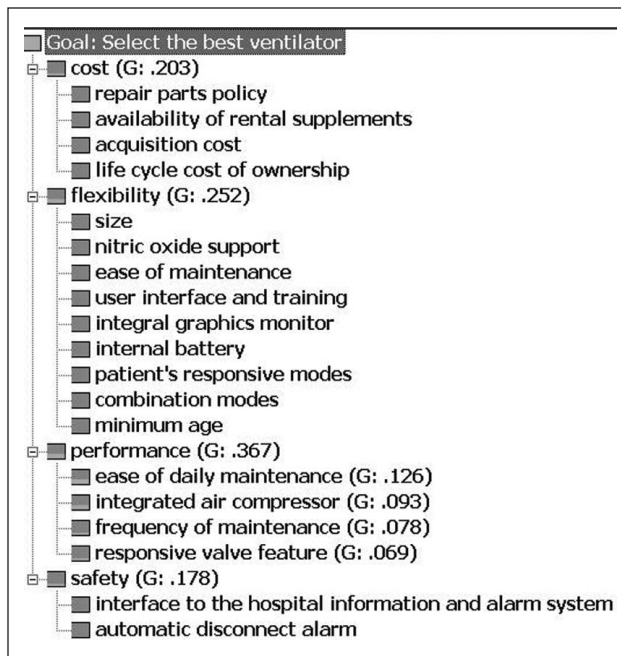 Goal: Select the best ventilator
cost (G: .203)
repair parts policy
availability of rental supplements
acquisition cost
life cycle cost of ownership
flexibility (G: .252)
size
nitric oxide support
ease of maintenance
user interface and training
integral graphics monitor
internal battery
patient's responsive modes
combination modes
minimum age
performance (G: .367)
ease of daily maintenance (G: .126)
integrated air compressor (G: .093)
frequency of maintenance (G: .078)
responsive valve feature (G: .069)
safety (G: .178)
interface to the hospital information and alarm system
automatic disconnect alarm